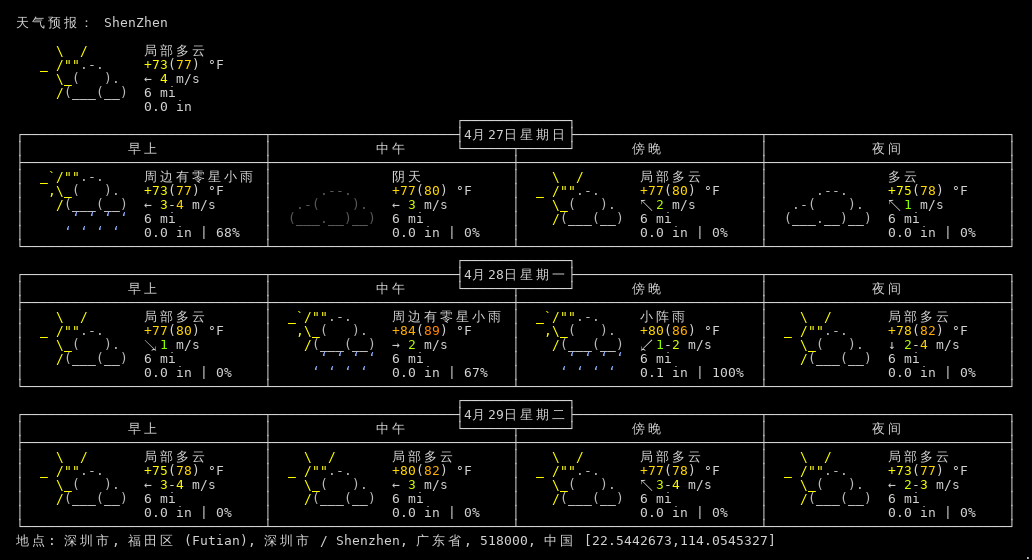 天气预报： ShenZhen
局部多云
+73(77) °F
← 4 m/s
6 mi
0.0 in
4月27日星期日
早上 中午 傍晚 夜间
周边有零星小雨 阴天 局部多云 多云
+73(77) °F +77(80) °F +77(80) °F +75(78) °F
← 3-4 m/s ← 3 m/s ↖ 2 m/s ↖ 1 m/s
6 mi 6 mi 6 mi 6 mi
0.0 in | 68% 0.0 in | 0% 0.0 in | 0% 0.0 in | 0%
4月28日星期一
早上 中午 傍晚 夜间
局部多云 周边有零星小雨 小阵雨 局部多云
+77(80) °F +84(89) °F +80(86) °F +78(82) °F
↘ 1 m/s → 2 m/s ↙ 1-2 m/s ↓ 2-4 m/s
6 mi 6 mi 6 mi 6 mi
0.0 in | 0% 0.0 in | 67% 0.1 in | 100% 0.0 in | 0%
4月29日星期二
早上 中午 傍晚 夜间
局部多云 局部多云 局部多云 局部多云
+75(78) °F +80(82) °F +77(78) °F +73(77) °F
← 3-4 m/s ← 3 m/s ↖ 3-4 m/s ← 2-3 m/s
6 mi 6 mi 6 mi 6 mi
0.0 in | 0% 0.0 in | 0% 0.0 in | 0% 0.0 in | 0%
地点: 深圳市, 福田区 (Futian), 深圳市 / Shenzhen, 广东省, 518000, 中国 [22.5442673,114.0545327]